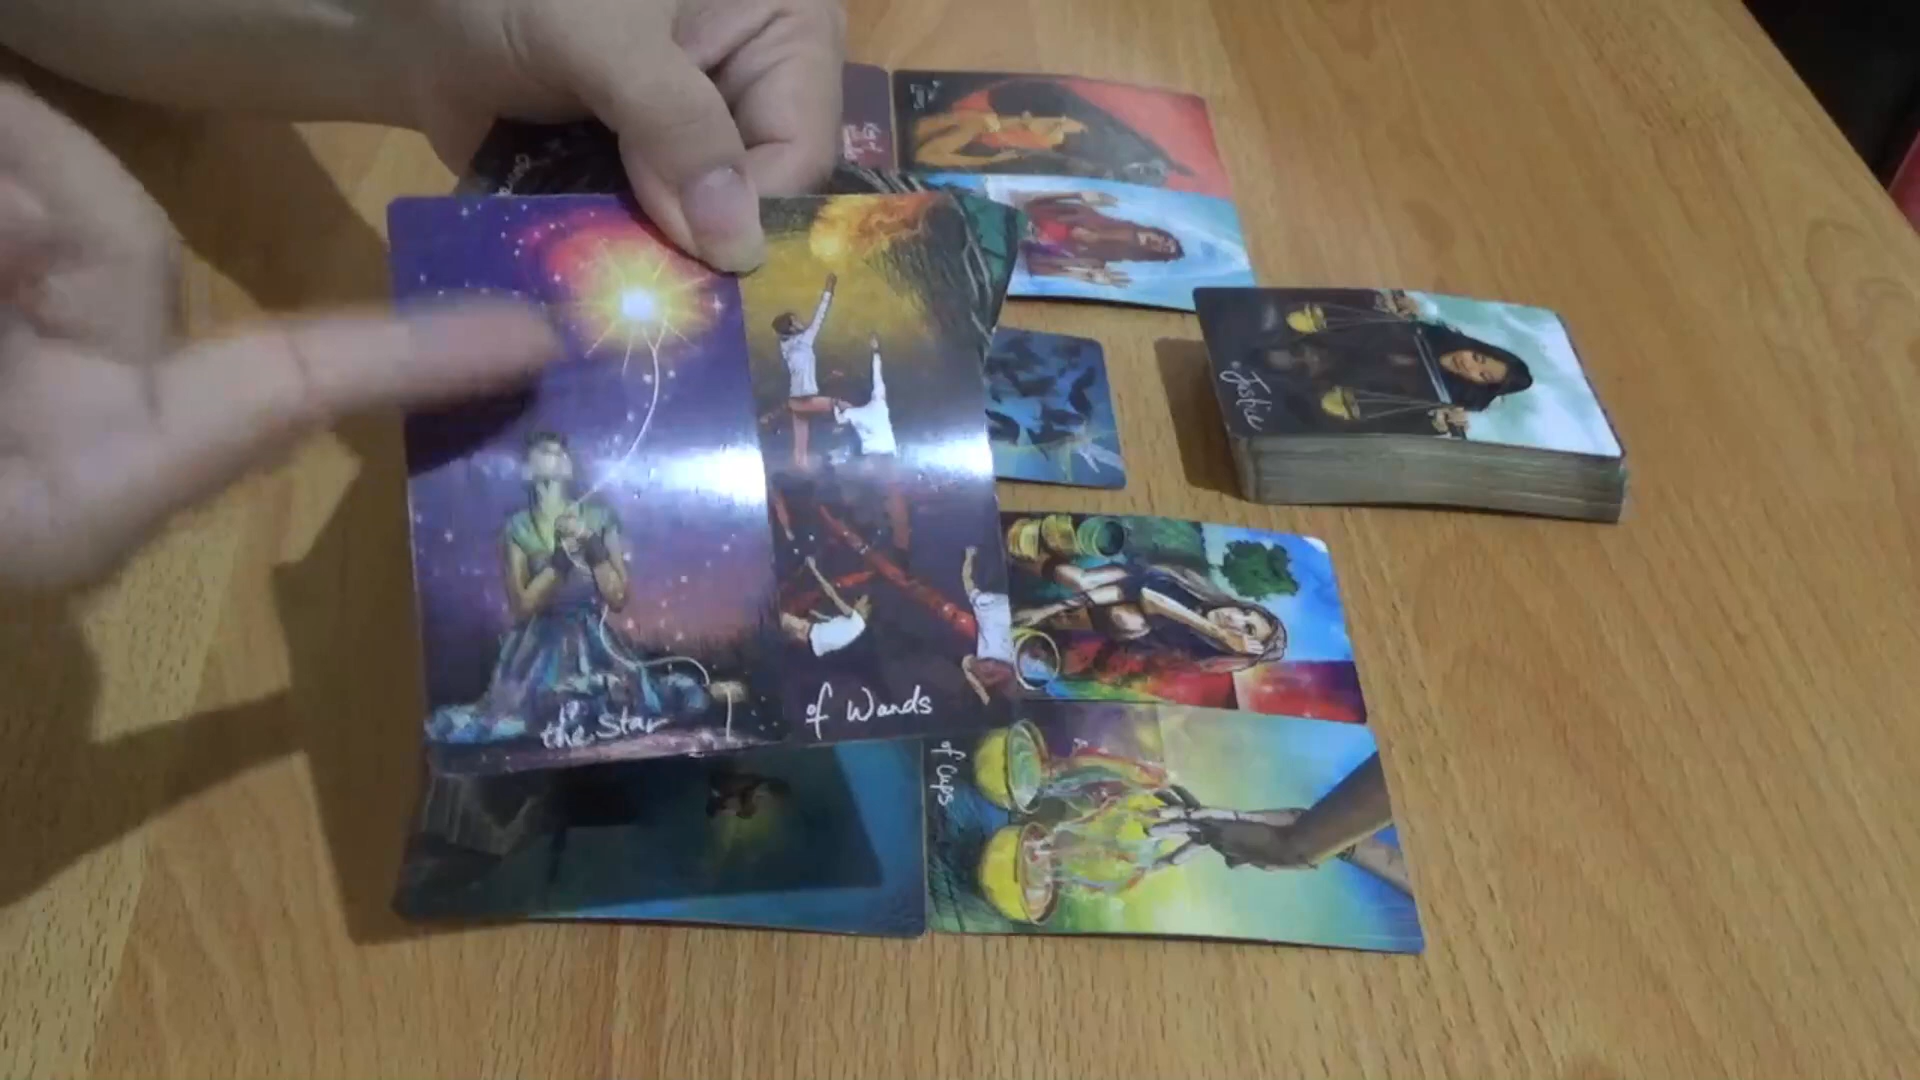 Justice
the Star
of Wands
of Cups